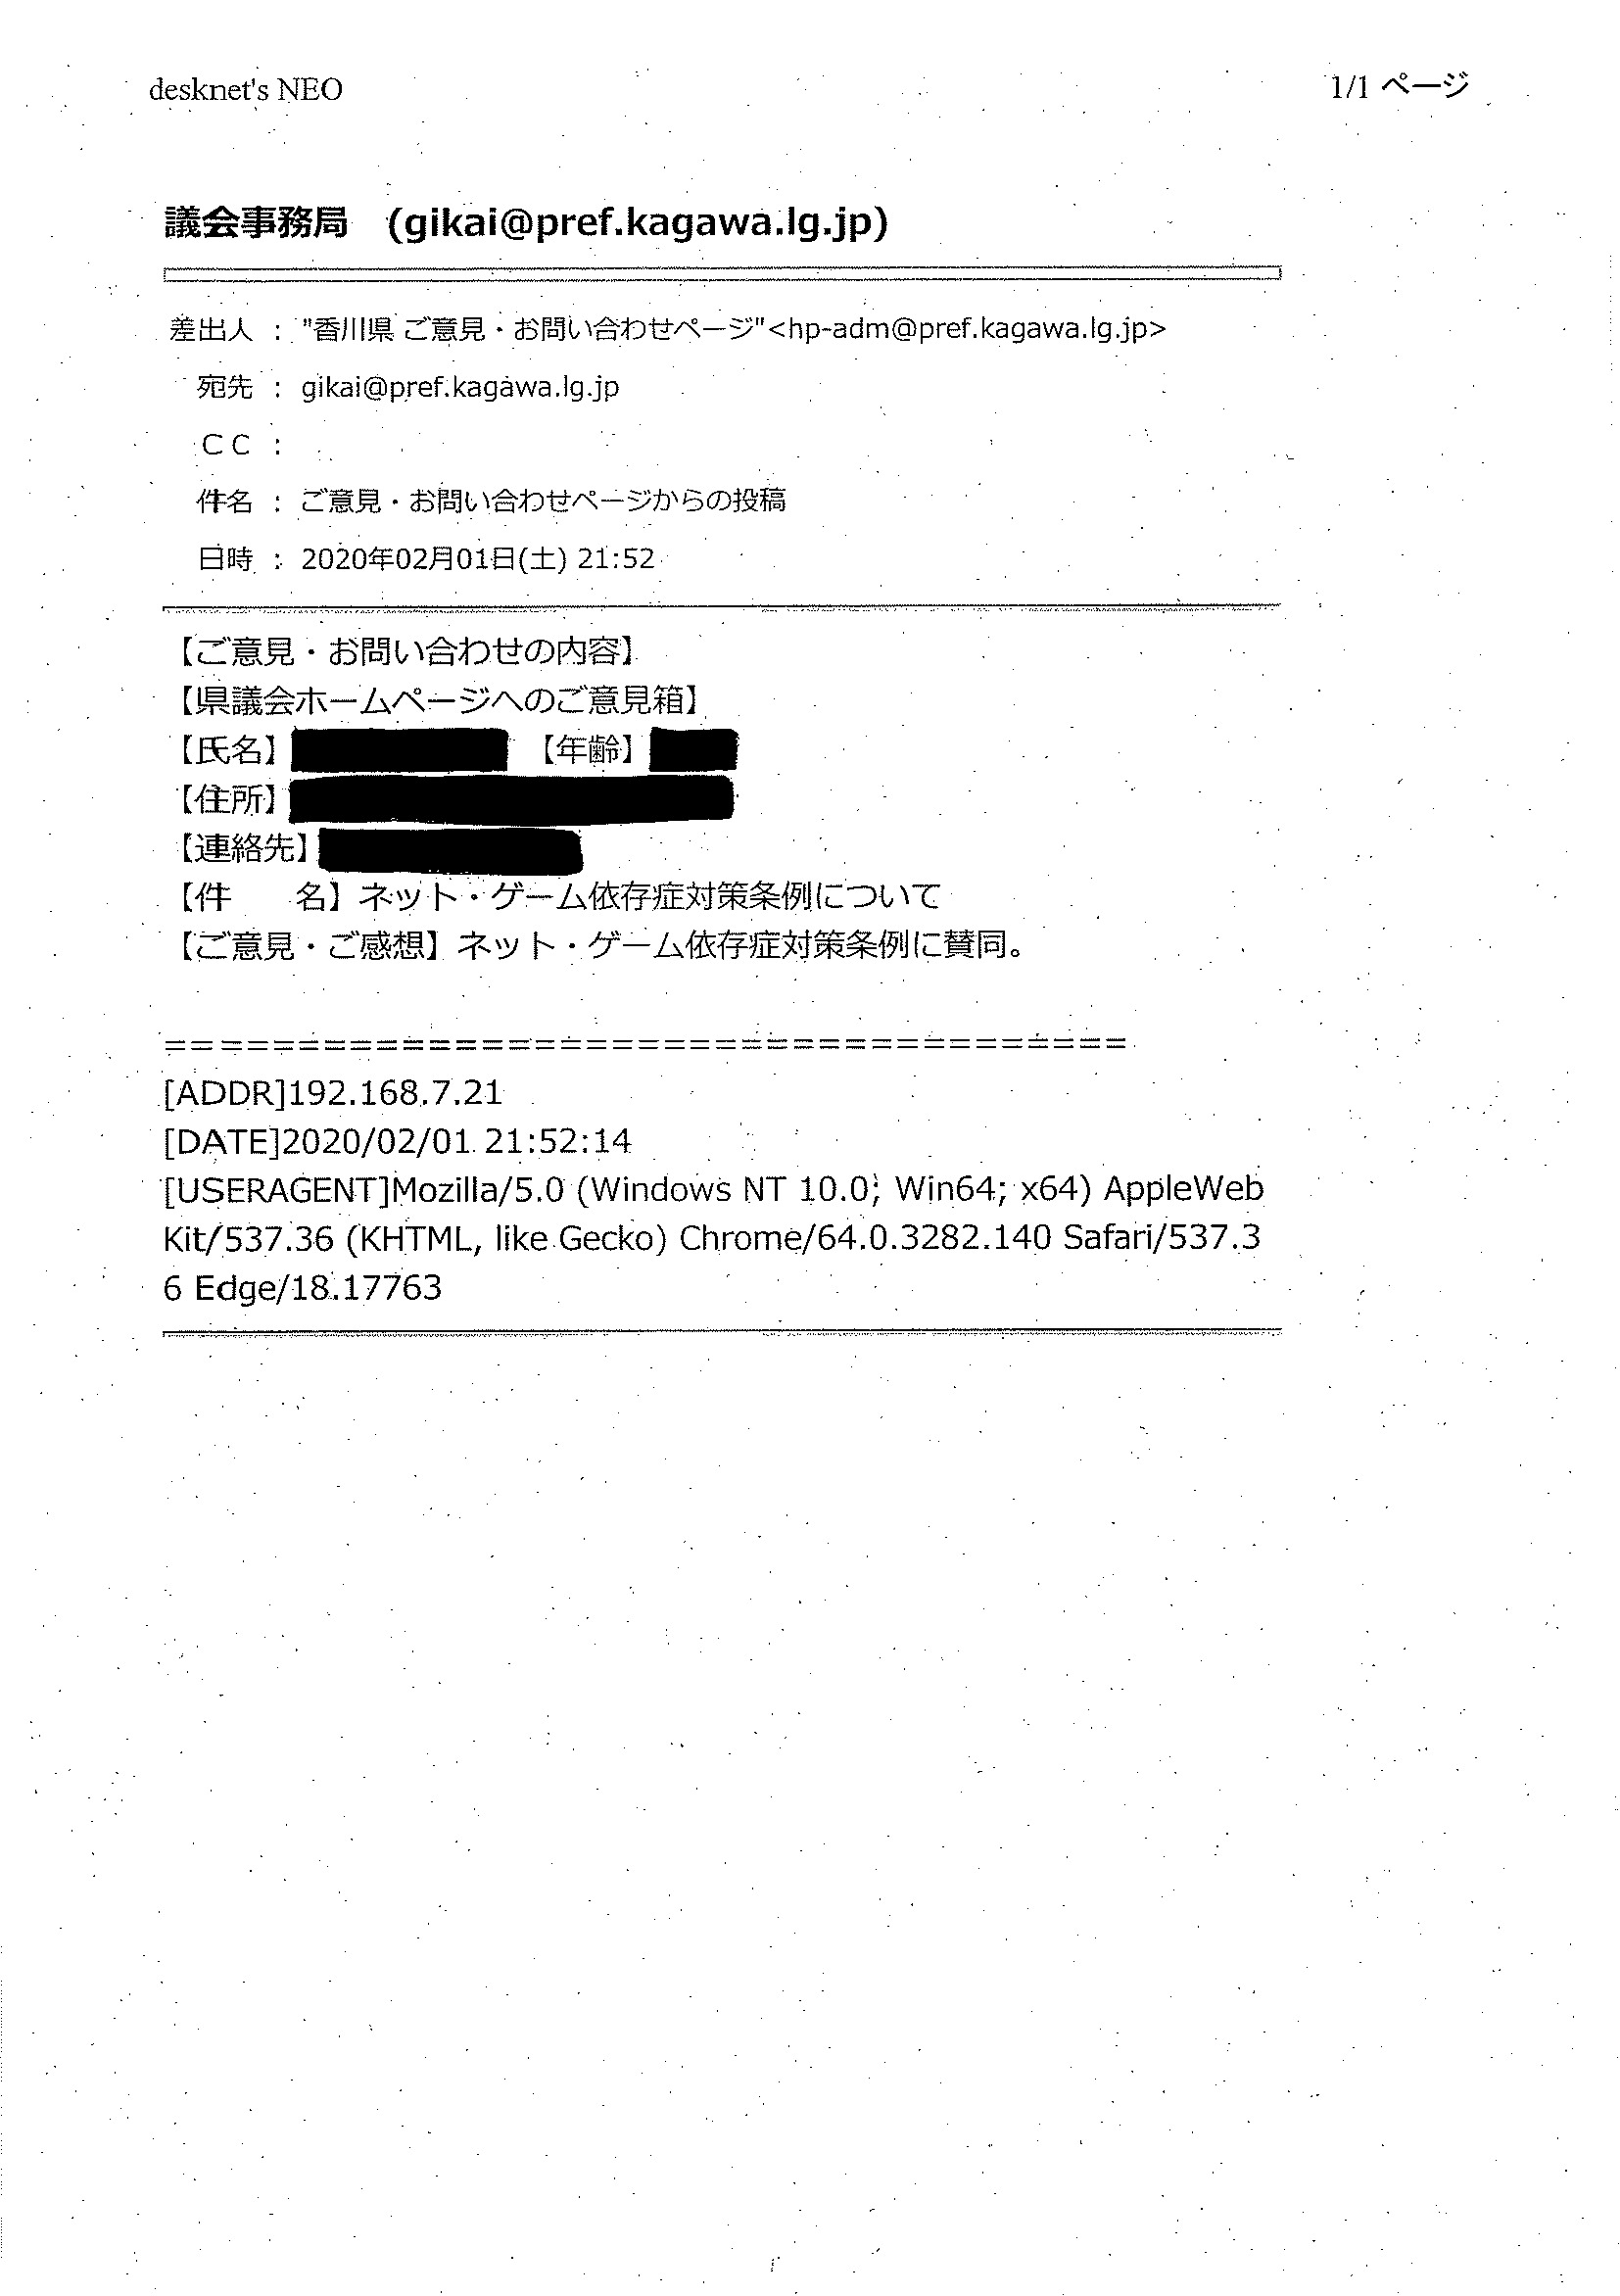 desknet's NEO 1/1 ページ
議会事務局 (gikai@pref.kagawa.lg.jp)
差出人 : "香川県 ご意見・お問い合わせページ"<hp-adm@pref.kagawa.lg.jp>
宛先 : gikai@pref.kagawa.lg.jp
ＣＣ :
件名 : ご意見・お問い合わせページからの投稿
日時 : 2020年02月01日(土) 21:52
【ご意見・お問い合わせの内容】
【県議会ホームページへのご意見箱】
【氏名】 【年齢】
【住所】
【連絡先】
【件　　名】ネット・ゲーム依存症対策条例について
【ご意見・ご感想】ネット・ゲーム依存症対策条例に賛同。
=====================================
[ADDR]192.168.7.21
[DATE]2020/02/01 21:52:14
[USERAGENT]Mozilla/5.0 (Windows NT 10.0; Win64; x64) AppleWeb
Kit/537.36 (KHTML, like Gecko) Chrome/64.0.3282.140 Safari/537.3
6 Edge/18.17763